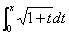 ∫₀ˣ √(1+t) dt